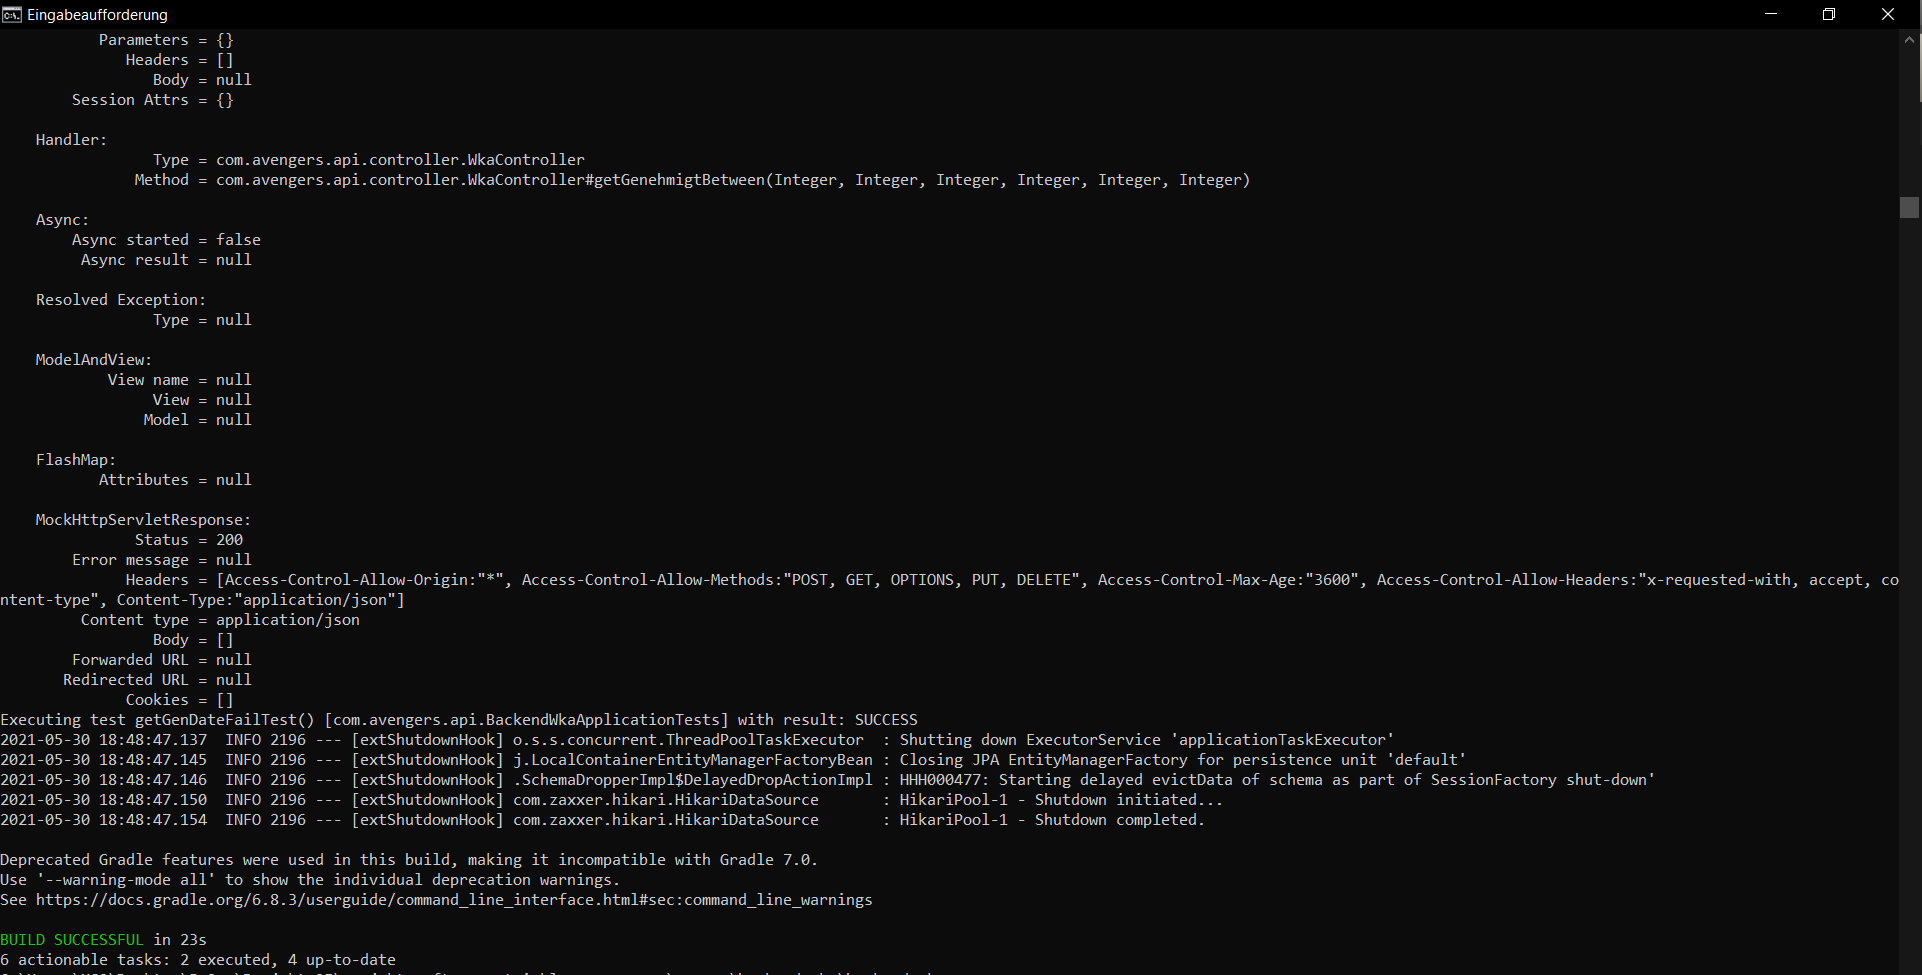 Eingabeaufforderung
Parameters = {}
Headers = []
Body = null
Session Attrs = {}
Handler:
Type = com.avengers.api.controller.WkaController
Method = com.avengers.api.controller.WkaController#getGenehmigtBetween(Integer, Integer, Integer, Integer, Integer, Integer)
Async:
Async started = false
Async result = null
Resolved Exception:
Type = null
ModelAndView:
View name = null
View = null
Model = null
FlashMap:
Attributes = null
MockHttpServletResponse:
Status = 200
Error message = null
Headers = [Access-Control-Allow-Origin:"*", Access-Control-Allow-Methods:"POST, GET, OPTIONS, PUT, DELETE", Access-Control-Max-Age:"3600", Access-Control-Allow-Headers:"x-requested-with, accept, co
ntent-type", Content-Type:"application/json"]
Content type = application/json
Body = []
Forwarded URL = null
Redirected URL = null
Cookies = []
Executing test getGenDateFailTest() [com.avengers.api.BackendWkaApplicationTests] with result: SUCCESS
2021-05-30 18:48:47.137  INFO 2196 --- [extShutdownHook] o.s.s.concurrent.ThreadPoolTaskExecutor  : Shutting down ExecutorService 'applicationTaskExecutor'
2021-05-30 18:48:47.145  INFO 2196 --- [extShutdownHook] j.LocalContainerEntityManagerFactoryBean : Closing JPA EntityManagerFactory for persistence unit 'default'
2021-05-30 18:48:47.146  INFO 2196 --- [extShutdownHook] .SchemaDropperImpl$DelayedDropActionImpl : HHH000477: Starting delayed evictData of schema as part of SessionFactory shut-down'
2021-05-30 18:48:47.150  INFO 2196 --- [extShutdownHook] com.zaxxer.hikari.HikariDataSource       : HikariPool-1 - Shutdown initiated...
2021-05-30 18:48:47.154  INFO 2196 --- [extShutdownHook] com.zaxxer.hikari.HikariDataSource       : HikariPool-1 - Shutdown completed.
Deprecated Gradle features were used in this build, making it incompatible with Gradle 7.0.
Use '--warning-mode all' to show the individual deprecation warnings.
See https://docs.gradle.org/6.8.3/userguide/command_line_interface.html#sec:command_line_warnings
BUILD SUCCESSFUL in 23s
6 actionable tasks: 2 executed, 4 up-to-date